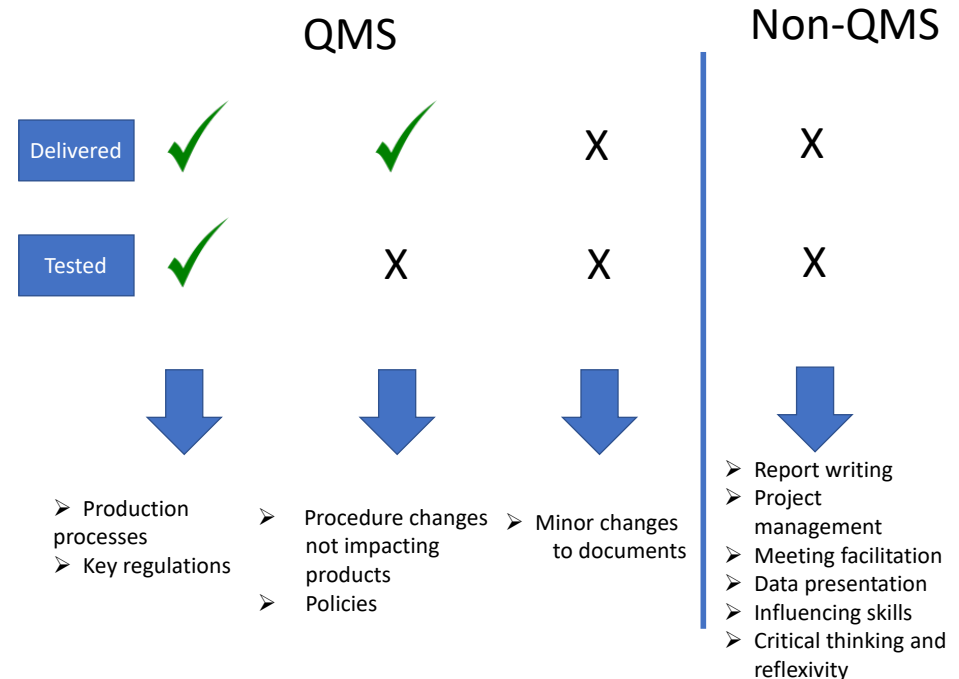 QMS
Non-QMS
Delivered
X
X
Tested
X
X
X
➢ Production
processes
➢ Key regulations
➢ Procedure changes
not impacting
products
➢ Policies
➢ Minor changes
to documents
➢ Report writing
➢ Project
management
➢ Meeting facilitation
➢ Data presentation
➢ Influencing skills
➢ Critical thinking and
reflexivity